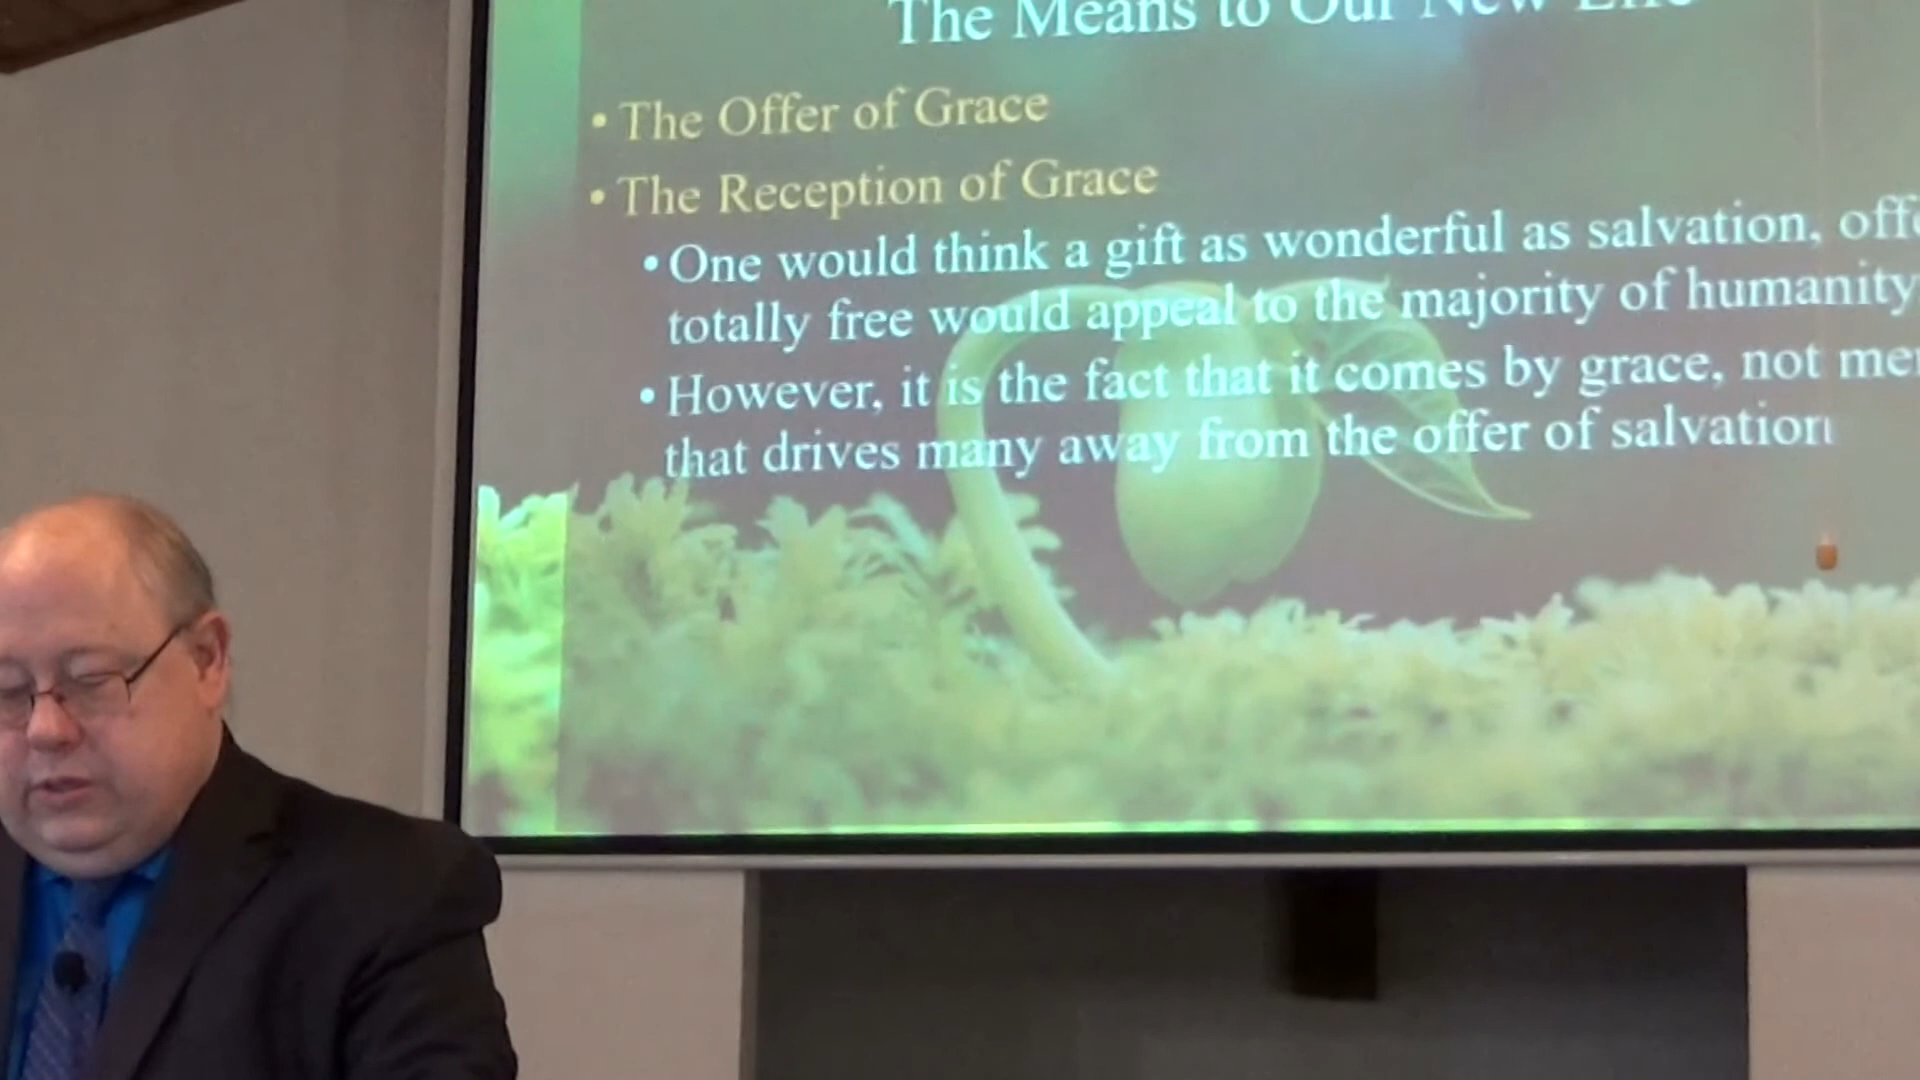 The Means to Our New Life
• The Offer of Grace
• The Reception of Grace
• One would think a gift as wonderful as salvation,
totally free would appeal to the majority of humanity
• However, it is the fact that it comes by grace, not
that drives many away from the offer of salvation